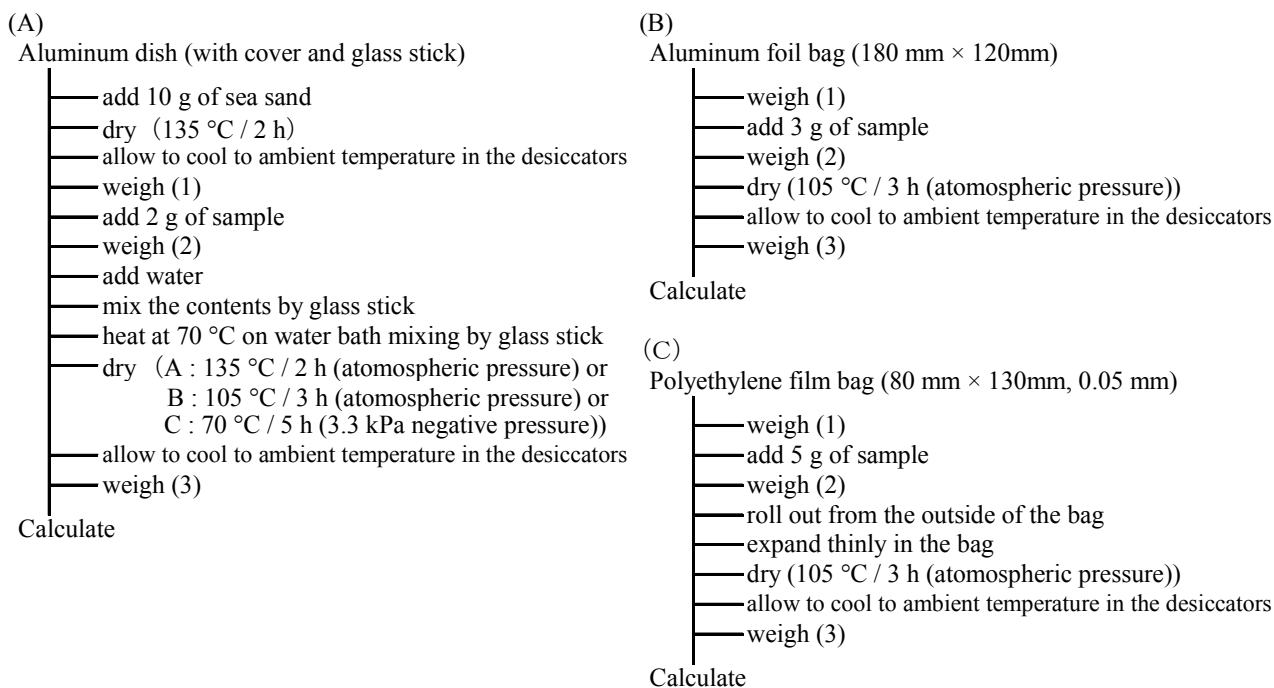 (A)
Aluminum dish (with cover and glass stick)
add 10 g of sea sand
dry（135 °C / 2 h）
allow to cool to ambient temperature in the desiccators
weigh (1)
add 2 g of sample
weigh (2)
add water
mix the contents by glass stick
heat at 70 °C on water bath mixing by glass stick
dry（A : 135 °C / 2 h (atomospheric pressure) or
B : 105 °C / 3 h (atomospheric pressure) or
C : 70 °C / 5 h (3.3 kPa negative pressure))
allow to cool to ambient temperature in the desiccators
weigh (3)
Calculate
(B)
Aluminum foil bag (180 mm × 120mm)
weigh (1)
add 3 g of sample
weigh (2)
dry (105 °C / 3 h (atomospheric pressure))
allow to cool to ambient temperature in the desiccators
weigh (3)
Calculate
（C）
Polyethylene film bag (80 mm × 130mm, 0.05 mm)
weigh (1)
add 5 g of sample
weigh (2)
roll out from the outside of the bag
expand thinly in the bag
dry (105 °C / 3 h (atomospheric pressure))
allow to cool to ambient temperature in the desiccators
weigh (3)
Calculate